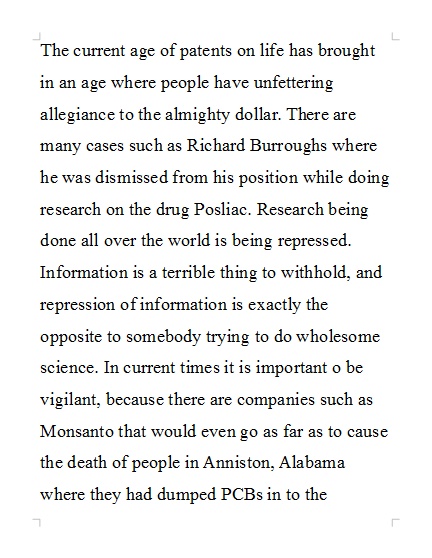 The current age of patents on life has brought
in an age where people have unfettering
allegiance to the almighty dollar. There are
many cases such as Richard Burroughs where
he was dismissed from his position while doing
research on the drug Posliac. Research being
done all over the world is being repressed.
Information is a terrible thing to withhold, and
repression of information is exactly the
opposite to somebody trying to do wholesome
science. In current times it is important o be
vigilant, because there are companies such as
Monsanto that would even go as far as to cause
the death of people in Anniston, Alabama
where they had dumped PCBs in to the